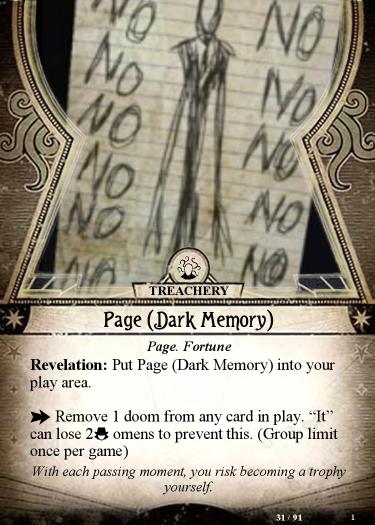 NO NO
NO NO
NO NO
NO NO
NO NO
NO NO
TREACHERY
Page (Dark Memory)
Page. Fortune
Revelation: Put Page (Dark Memory) into your
play area.
Remove 1 doom from any card in play. “It”
can lose 2 omens to prevent this. (Group limit
once per game)
With each passing moment, you risk becoming a trophy
yourself.
31 / 91 1